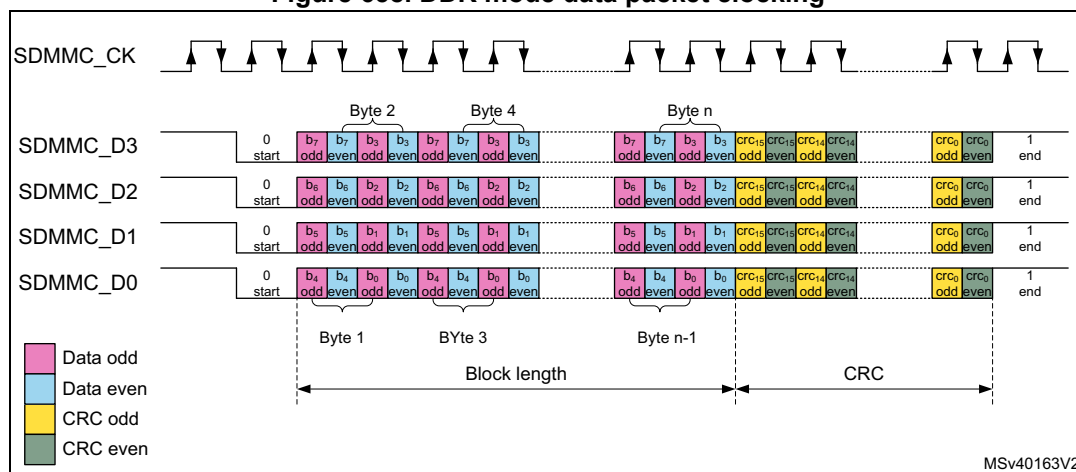 Figure 668. DDR mode data packet clocking
SDMMC_CK
Byte 2 Byte 4 Byte n
SDMMC_D3 0 start b7 odd b7 even b3 odd b3 even b7 odd b7 even b3 odd b3 even b7 odd b7 even b3 odd b3 even crc15 odd crc15 even crc14 odd crc14 even crc0 odd crc0 even 1 end
SDMMC_D2 0 start b6 odd b6 even b2 odd b2 even b6 odd b6 even b2 odd b2 even b6 odd b6 even b2 odd b2 even crc15 odd crc15 even crc14 odd crc14 even crc0 odd crc0 even 1 end
SDMMC_D1 0 start b5 odd b5 even b1 odd b1 even b5 odd b5 even b1 odd b1 even b5 odd b5 even b1 odd b1 even crc15 odd crc15 even crc14 odd crc14 even crc0 odd crc0 even 1 end
SDMMC_D0 0 start b4 odd b4 even b0 odd b0 even b4 odd b4 even b0 odd b0 even b4 odd b4 even b0 odd b0 even crc15 odd crc15 even crc14 odd crc14 even crc0 odd crc0 even 1 end
Byte 1 BYte 3 Byte n-1
Data odd
Data even
CRC odd
CRC even
Block length CRC
MSv40163V2